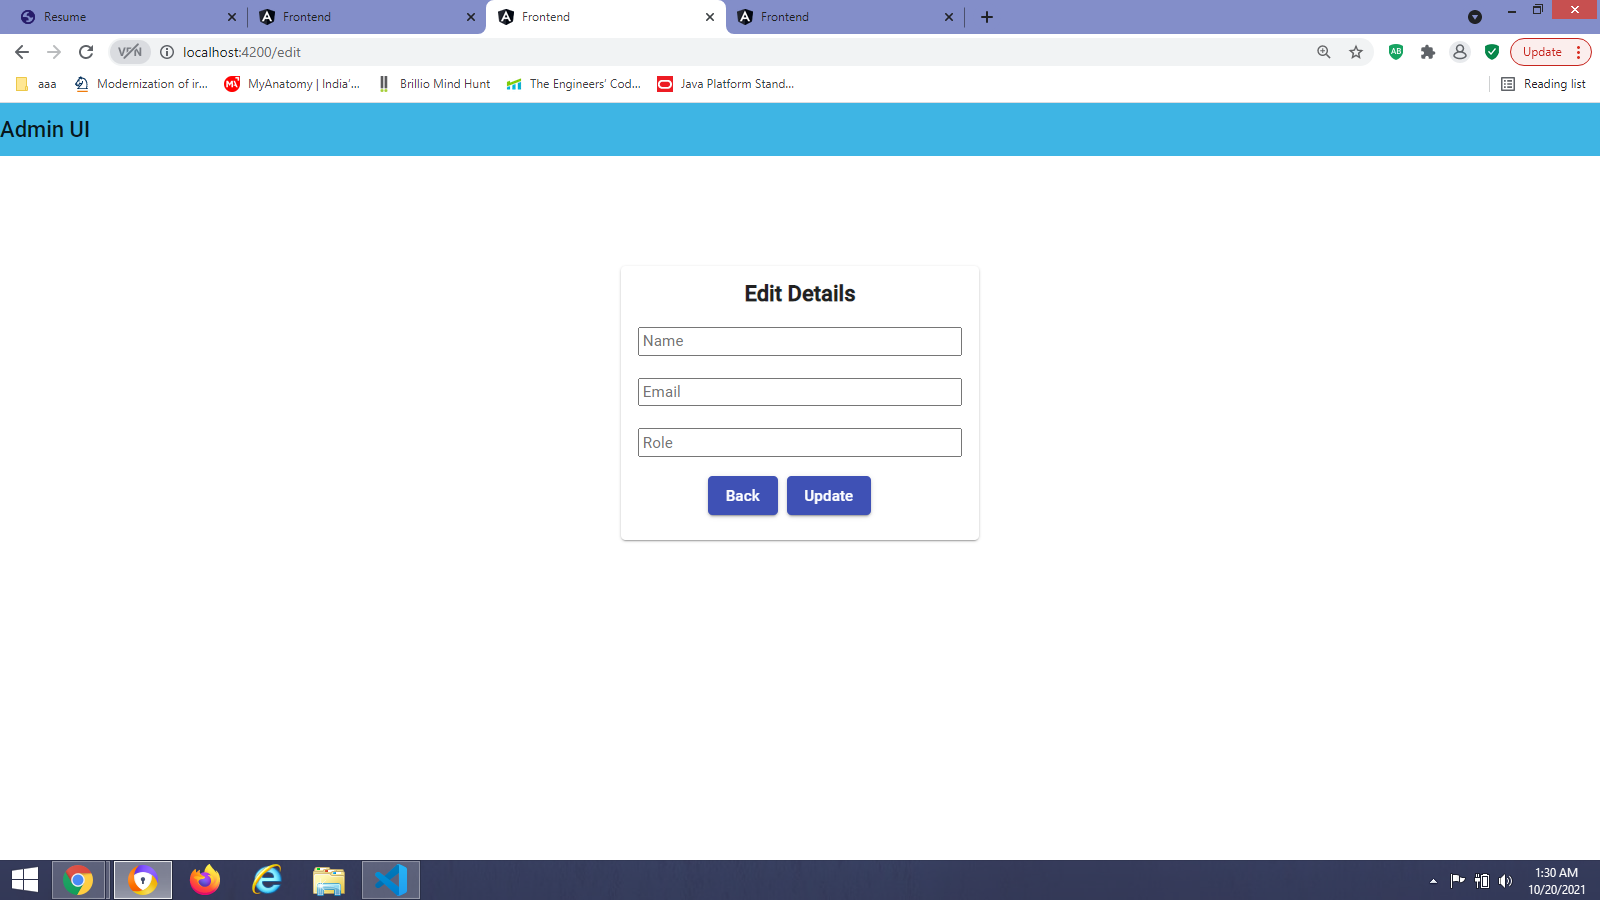 Resume
Frontend
Frontend
Frontend
VPN
localhost:4200/edit
AB
Update
aaa
Modernization of ir...
MyAnatomy | India'...
Brillio Mind Hunt
The Engineers' Cod...
Java Platform Stand...
Reading list
Admin UI
Edit Details
Name
Email
Role
Back Update
1:30 AM
10/20/2021